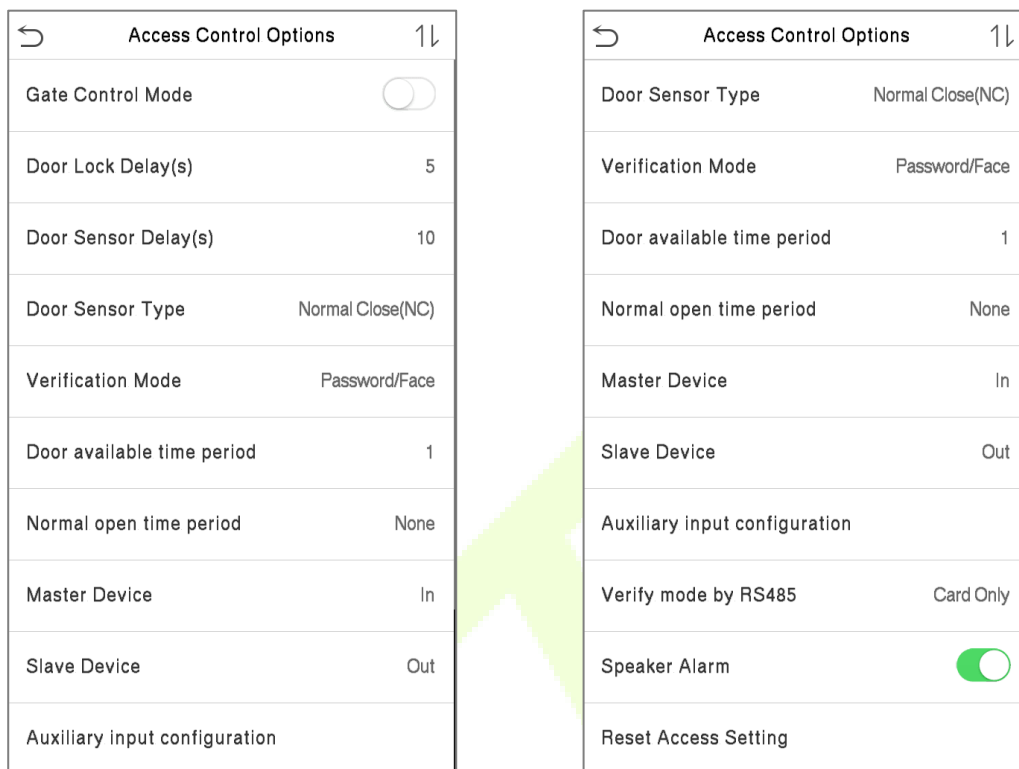 Access Control Options
Gate Control Mode
Door Lock Delay(s) 5
Door Sensor Delay(s) 10
Door Sensor Type Normal Close(NC)
Verification Mode Password/Face
Door available time period 1
Normal open time period None
Master Device In
Slave Device Out
Auxiliary input configuration
Access Control Options
Door Sensor Type Normal Close(NC)
Verification Mode Password/Face
Door available time period 1
Normal open time period None
Master Device In
Slave Device Out
Auxiliary input configuration
Verify mode by RS485 Card Only
Speaker Alarm
Reset Access Setting